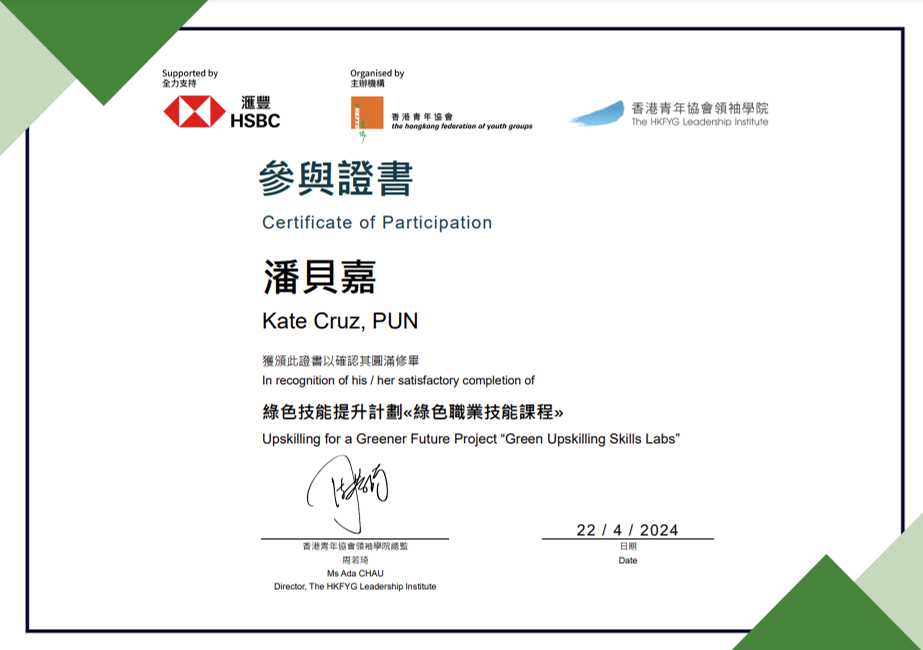 Supported by
全力支持
滙豐
HSBC
Organised by
主辦機構
香港青年協會
the hongkong federation of youth groups
香港青年協會領袖學院
The HKFYG Leadership Institute
參與證書
Certificate of Participation
潘貝嘉
Kate Cruz, PUN
獲頒此證書以確認其圓滿修畢
In recognition of his / her satisfactory completion of
綠色技能提升計劃«綠色職業技能課程»
Upskilling for a Greener Future Project “Green Upskilling Skills Labs”
22 / 4 / 2024
香港青年協會領袖學院總監
周若琦
Ms Ada CHAU
Director, The HKFYG Leadership Institute
日期
Date